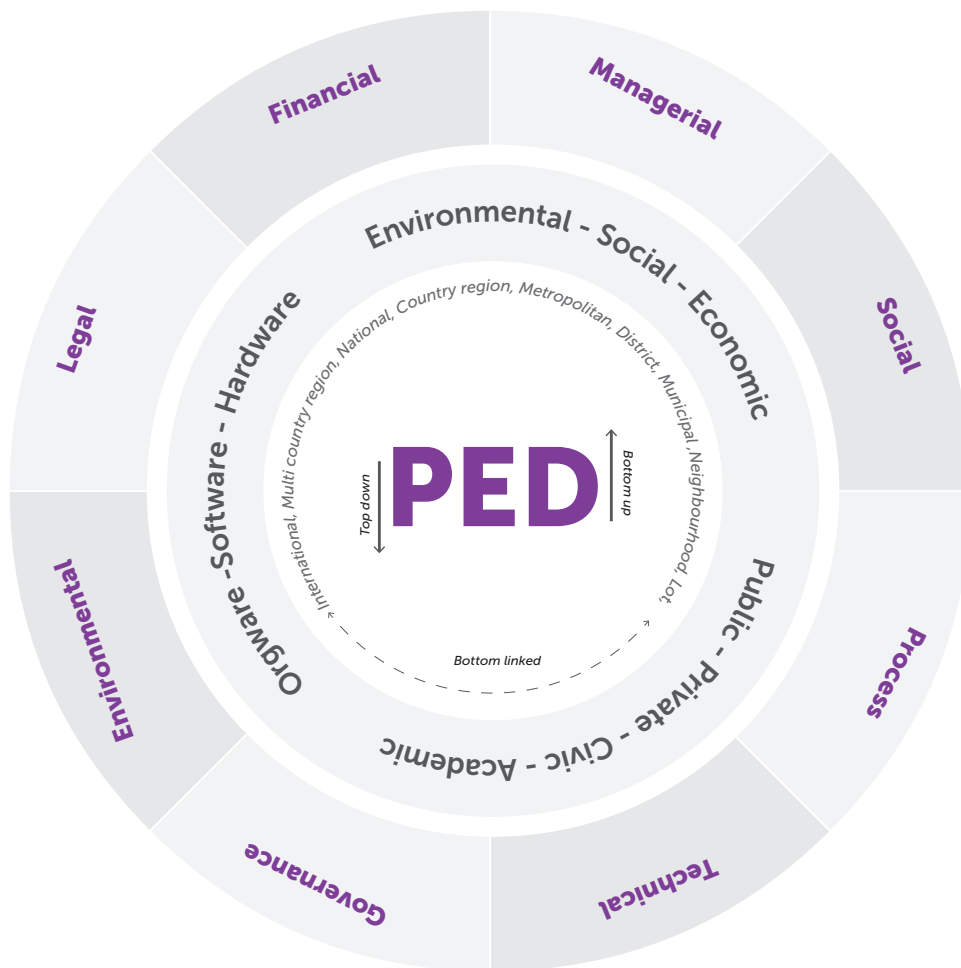 Financial
Managerial
Social
Process
Technical
Governance
Environmental
Legal
Environmental - Social - Economic
Public - Private - Civic - Academic
Orgware -Software - Hardware
International, Multi country region, National, Country region, Metropolitan, District, Municipal ,Neighbourhood, Lot,
Top down
PED
Bottom up
Bottom linked